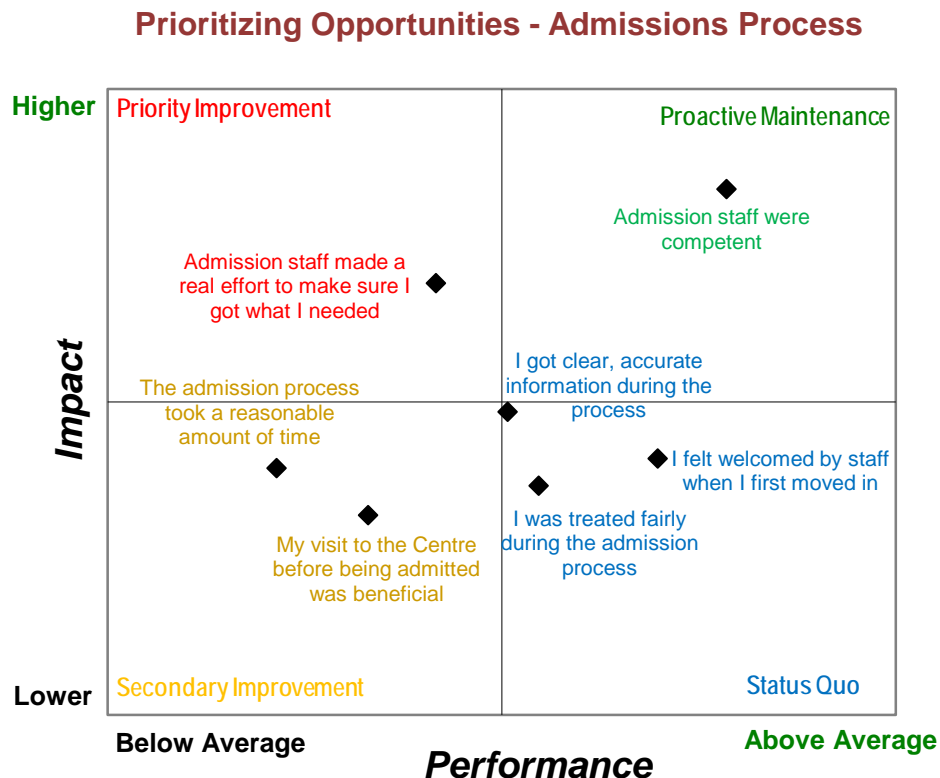 Prioritizing Opportunities - Admissions Process
Higher
Priority Improvement
Proactive Maintenance
Admission staff were
competent
Admission staff made a
real effort to make sure I
got what I needed
Impact
I got clear, accurate
information during the
process
The admission process
took a reasonable
amount of time
I felt welcomed by staff
when I first moved in
I was treated fairly
during the admission
process
My visit to the Centre
before being admitted
was beneficial
Lower
Secondary Improvement
Status Quo
Below Average
Performance
Above Average